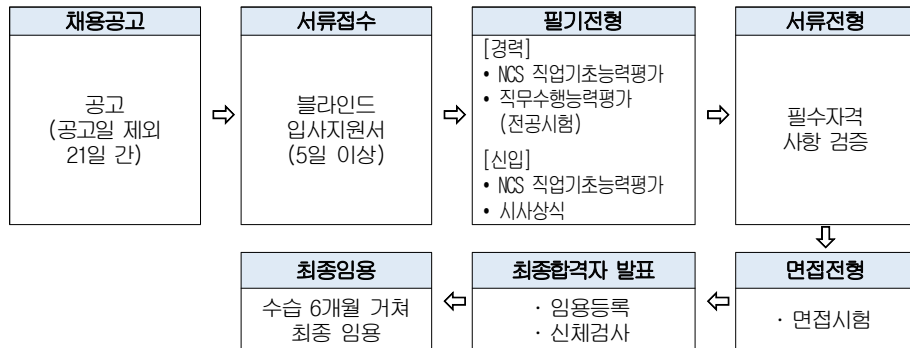 채용공고
공고
(공고일 제외
21일 간)
서류접수
블라인드
입사지원서
(5일 이상)
필기전형
[경력]
• NCS 직업기초능력평가
• 직무수행능력평가
(전공시험)
[신입]
• NCS 직업기초능력평가
• 시사상식
서류전형
필수자격
사항 검증
면접전형
· 면접시험
최종합격자 발표
· 임용등록
· 신체검사
최종임용
수습 6개월 거쳐
최종 임용